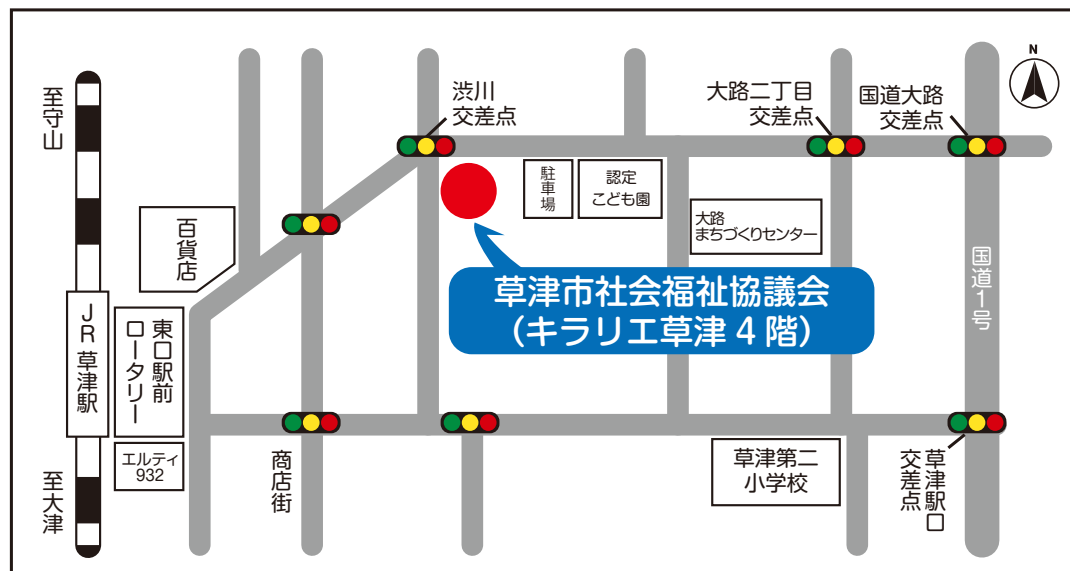 N
至守山
渋川
交差点
大路二丁目
交差点
国道大路
交差点
百貨店
駐車場
認定
こども園
大路
まちづくりセンター
国道1号
草津市社会福祉協議会
（キラリエ草津4階）
JR草津駅
東口駅前
ロータリー
エルティ
932
至大津
商店街
草津第二
小学校
草津駅口
交差点